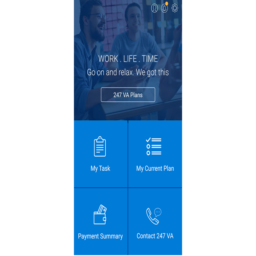 WORK . LIFE . TIME
Go on and relax. We got this
247 VA Plans
My Task
My Current Plan
Payment Summary
Contact 247 VA